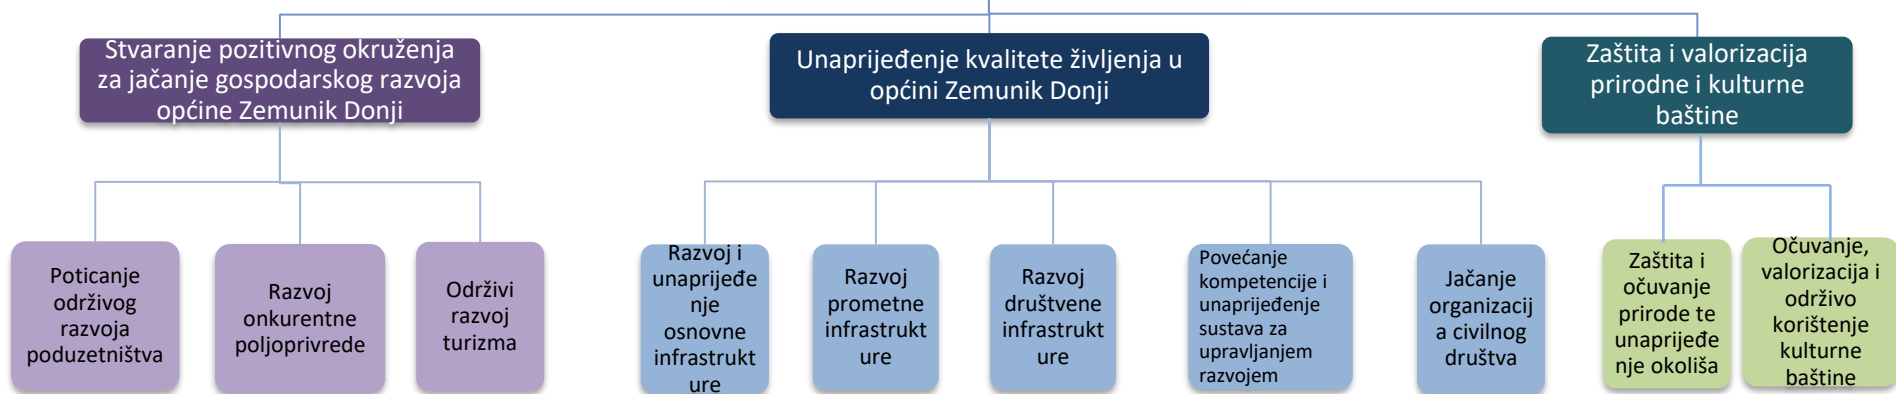 Stvaranje pozitivnog okruženja
za jačanje gospodarskog razvoja
općine Zemunik Donji
Unaprijeđenje kvalitete življenja u
općini Zemunik Donji
Zaštita i valorizacija
prirodne i kulturne
baštine
Poticanje
održivog
razvoja
poduzetništva
Razvoj
onkurentne
poljoprivrede
Održivi
razvoj
turizma
Razvoj i
unaprijeđe
nje
osnovne
infrastrukt
ure
Razvoj
prometne
infrastrukt
ure
Razvoj
društvene
infrastrukt
ure
Povećanje
kompetencije i
unaprijeđenje
sustava za
upravljanjem
razvojem
Jačanje
organizacij
a civilnog
društva
Zaštita i
očuvanje
prirode te
unaprijeđe
nje okoliša
Očuvanje,
valorizacija i
održivo
korištenje
kulturne
baštine